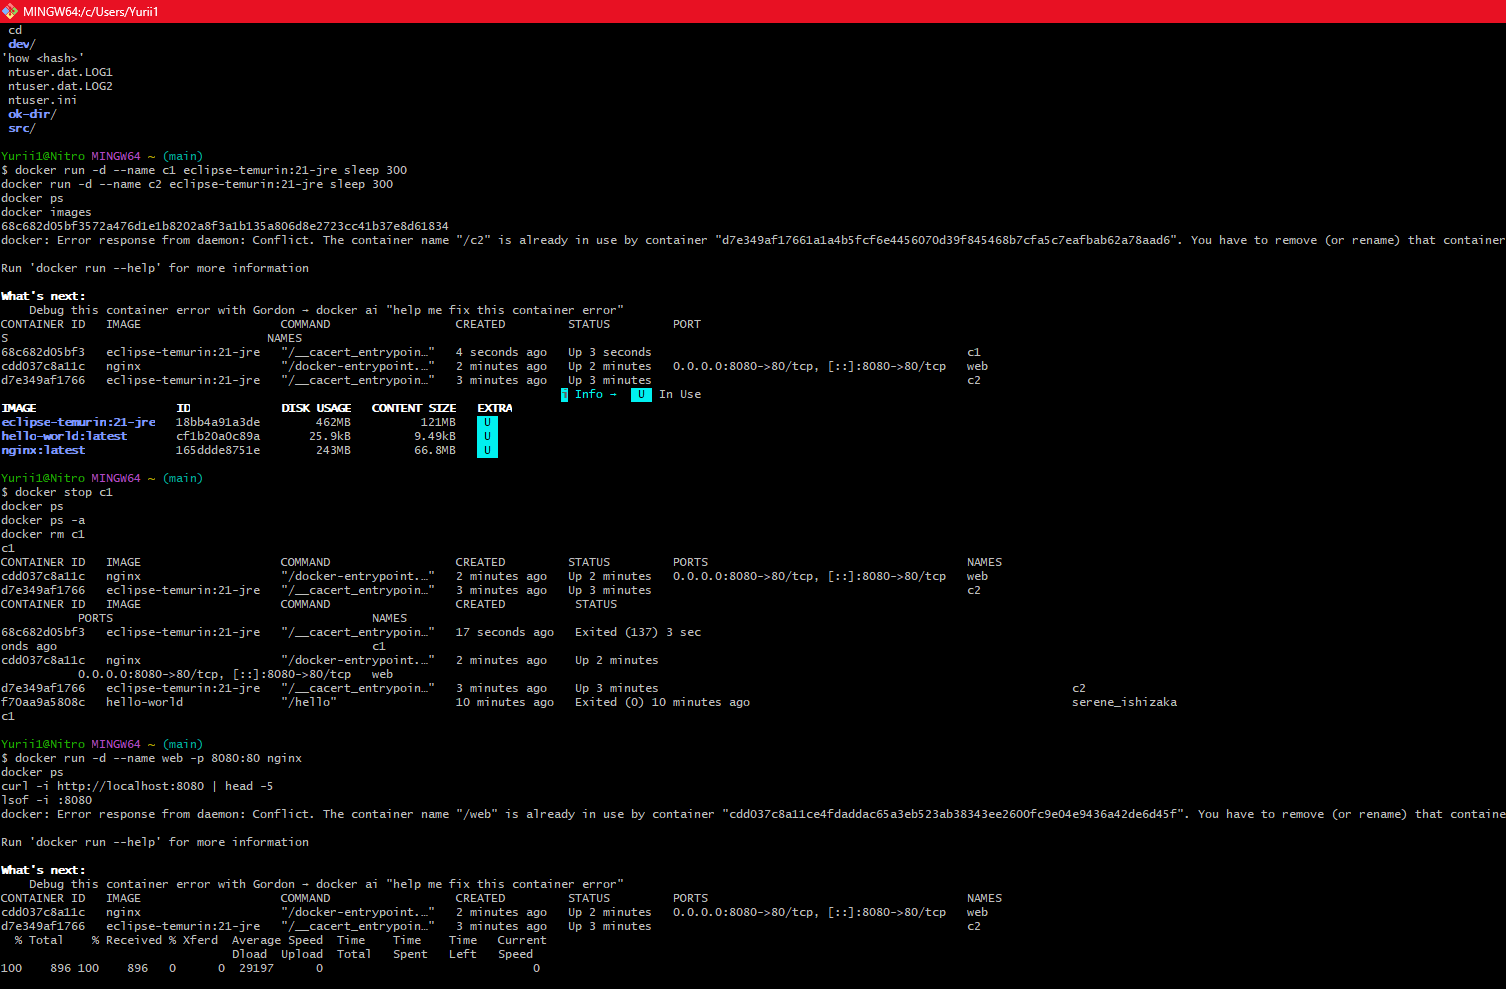 MINGW64:/c/Users/Yurii1
cd
dev/
'how <hash>'
ntuser.dat.LOG1
ntuser.dat.LOG2
ntuser.ini
ok-dir/
src/
Yurii1@Nitro MINGW64 ~ (main)
$ docker run -d --name c1 eclipse-temurin:21-jre sleep 300
docker run -d --name c2 eclipse-temurin:21-jre sleep 300
docker ps
docker images
68c682d05bf3572a476d1e1b8202a8f3a1b135a806d8e2723cc41b37e8d61834
docker: Error response from daemon: Conflict. The container name "/c2" is already in use by container "d7e349af17661a1a4b5fcf6e4456070d39f845468b7cfa5c7eafbab62a78aad6". You have to remove (or rename) that container
Run 'docker run --help' for more information
What's next:
    Debug this container error with Gordon → docker ai "help me fix this container error"
CONTAINER ID   IMAGE                    COMMAND                  CREATED         STATUS         PORT
S                                     NAMES
68c682d05bf3   eclipse-temurin:21-jre   "/__cacert_entrypoin…"   4 seconds ago   Up 3 seconds                                             c1
cdd037c8a11c   nginx                    "/docker-entrypoint.…"   2 minutes ago   Up 2 minutes   0.0.0.0:8080->80/tcp, [::]:8080->80/tcp   web
d7e349af1766   eclipse-temurin:21-jre   "/__cacert_entrypoin…"   3 minutes ago   Up 3 minutes                                             c2
i Info →   U  In Use
IMAGE                    ID             DISK USAGE   CONTENT SIZE   EXTRA
eclipse-temurin:21-jre   18bb4a91a3de        462MB          121MB    U
hello-world:latest       cf1b20a0c89a       25.9kB         9.49kB    U
nginx:latest             165ddde8751e        243MB         66.8MB    U
Yurii1@Nitro MINGW64 ~ (main)
$ docker stop c1
docker ps
docker ps -a
docker rm c1
c1
CONTAINER ID   IMAGE                    COMMAND                  CREATED         STATUS         PORTS                                     NAMES
cdd037c8a11c   nginx                    "/docker-entrypoint.…"   2 minutes ago   Up 2 minutes   0.0.0.0:8080->80/tcp, [::]:8080->80/tcp   web
d7e349af1766   eclipse-temurin:21-jre   "/__cacert_entrypoin…"   3 minutes ago   Up 3 minutes                                             c2
CONTAINER ID   IMAGE                    COMMAND                  CREATED          STATUS
           PORTS                                     NAMES
68c682d05bf3   eclipse-temurin:21-jre   "/__cacert_entrypoin…"   17 seconds ago   Exited (137) 3 sec
onds ago                                             c1
cdd037c8a11c   nginx                    "/docker-entrypoint.…"   2 minutes ago    Up 2 minutes
           0.0.0.0:8080->80/tcp, [::]:8080->80/tcp   web
d7e349af1766   eclipse-temurin:21-jre   "/__cacert_entrypoin…"   3 minutes ago    Up 3 minutes                                                           c2
f70aa9a5808c   hello-world              "/hello"                 10 minutes ago   Exited (0) 10 minutes ago                                              serene_ishizaka
c1
Yurii1@Nitro MINGW64 ~ (main)
$ docker run -d --name web -p 8080:80 nginx
docker ps
curl -i http://localhost:8080 | head -5
lsof -i :8080
docker: Error response from daemon: Conflict. The container name "/web" is already in use by container "cdd037c8a11ce4fdaddac65a3eb523ab38343ee2600fc9e04e9436a42de6d45f". You have to remove (or rename) that containe
Run 'docker run --help' for more information
What's next:
    Debug this container error with Gordon → docker ai "help me fix this container error"
CONTAINER ID   IMAGE                    COMMAND                  CREATED         STATUS         PORTS                                     NAMES
cdd037c8a11c   nginx                    "/docker-entrypoint.…"   2 minutes ago   Up 2 minutes   0.0.0.0:8080->80/tcp, [::]:8080->80/tcp   web
d7e349af1766   eclipse-temurin:21-jre   "/__cacert_entrypoin…"   3 minutes ago   Up 3 minutes                                             c2
  % Total    % Received % Xferd  Average Speed  Time    Time    Time   Current
                                 Dload  Upload  Total   Spent   Left   Speed
100    896 100    896   0      0  29197      0                              0